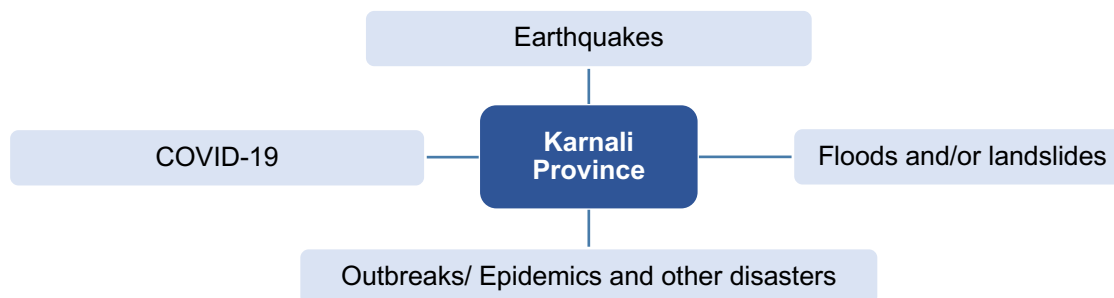 Earthquakes
COVID-19
Karnali
Province
Floods and/or landslides
Outbreaks/ Epidemics and other disasters